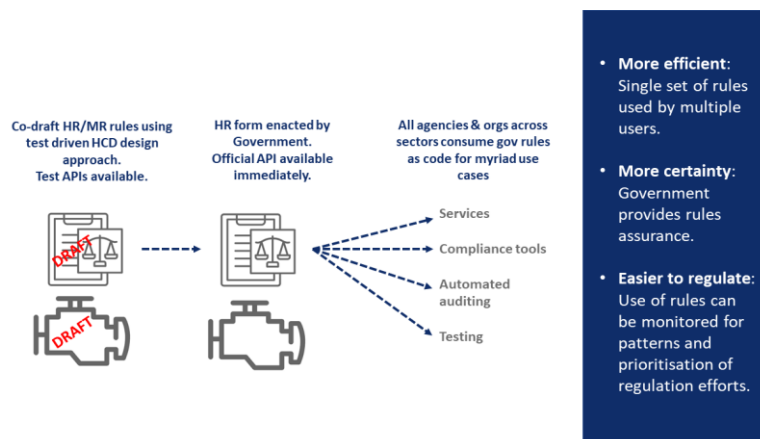 Co-draft HR/MR rules using
test driven HCD design
approach.
Test APIs available.
HR form enacted by
Government.
Official API available
immediately.
All agencies & orgs across
sectors consume gov rules
as code for myriad use
cases
DRAFT
DRAFT
Services
Compliance tools
Automated
auditing
Testing
• More efficient:
Single set of rules
used by multiple
users.
• More certainty:
Government
provides rules
assurance.
• Easier to regulate:
Use of rules can
be monitored for
patterns and
prioritisation of
regulation efforts.